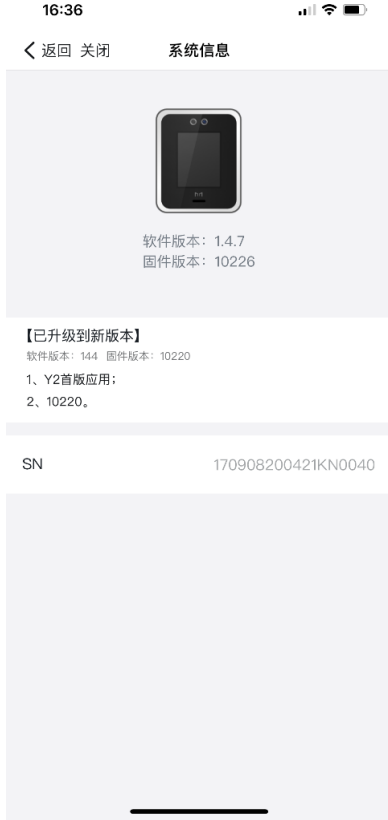 16:36
返回 关闭 系统信息
软件版本：1.4.7
固件版本：10226
【已升级到新版本】
软件版本：144 固件版本：10220
1、Y2首版应用；
2、10220。
SN 170908200421KN0040